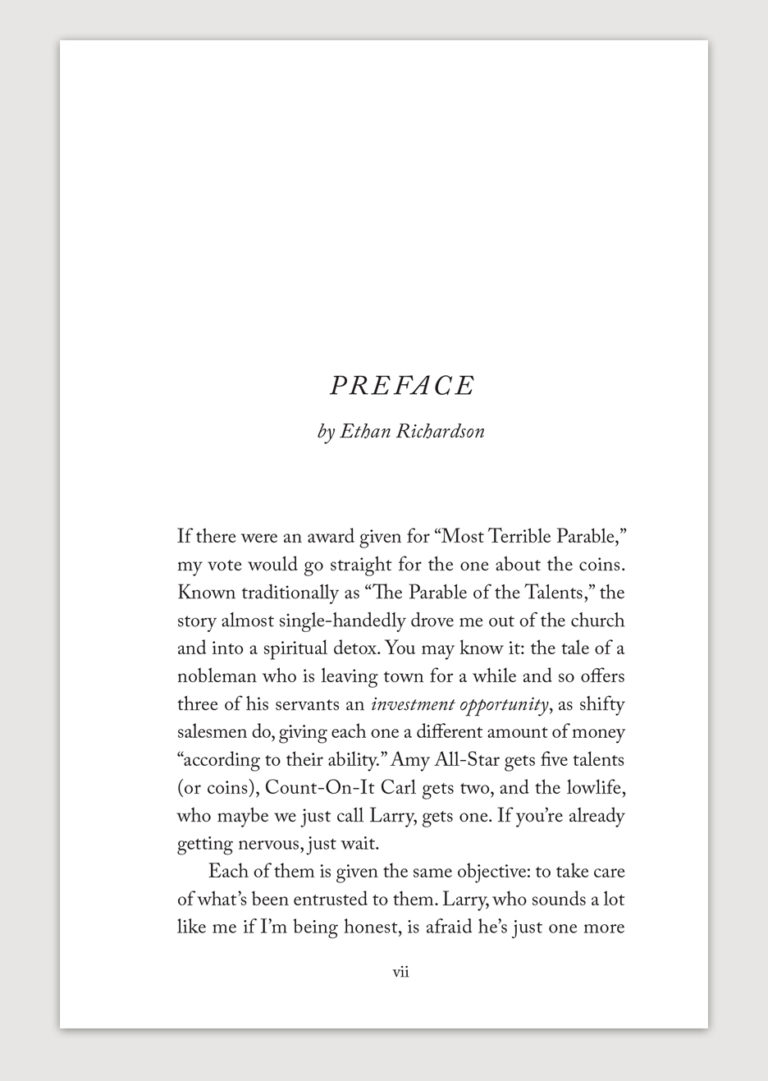 PREFACE
by Ethan Richardson
If there were an award given for “Most Terrible Parable,”
my vote would go straight for the one about the coins.
Known traditionally as “The Parable of the Talents,” the
story almost single-handedly drove me out of the church
and into a spiritual detox. You may know it: the tale of a
nobleman who is leaving town for a while and so offers
three of his servants an investment opportunity, as shifty
salesmen do, giving each one a different amount of money
“according to their ability.” Amy All-Star gets five talents
(or coins), Count-On-It Carl gets two, and the lowlife,
who maybe we just call Larry, gets one. If you’re already
getting nervous, just wait.
Each of them is given the same objective: to take care
of what’s been entrusted to them. Larry, who sounds a lot
like me if I’m being honest, is afraid he’s just one more
vii